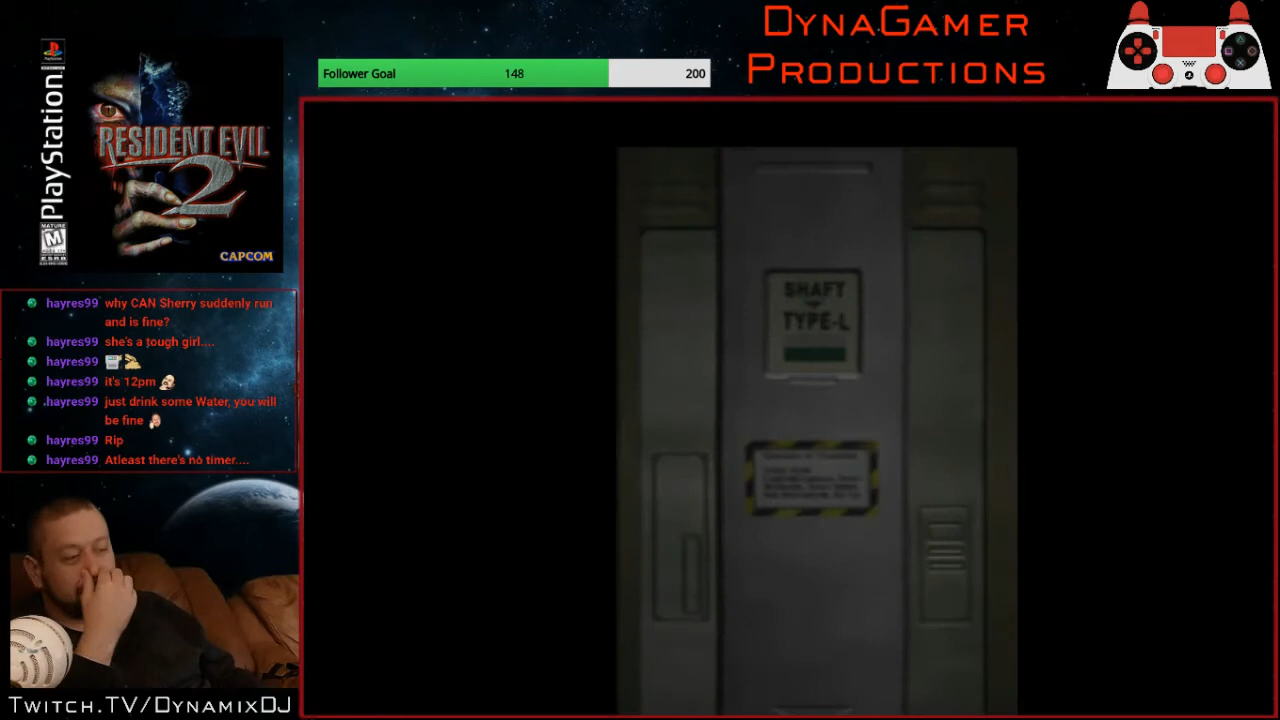 PlayStation
RESIDENT EVIL
2
MATURE
M
ESRB
CAPCOM
Follower Goal 148 200
DynaGamer
Productions
hayres99 why CAN Sherry suddenly run
and is fine?
hayres99 she's a tough girl....
hayres99
hayres99 it's 12pm
hayres99 just drink some Water, you will
be fine
hayres99 Rip
hayres99 Atleast there's no timer....
SHAFT
TYPE-L
Twitch.TV/DynamixDJ